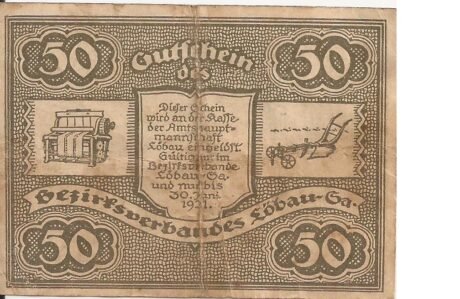 50 Gutschein 50
des
Dieser Schein
wird an der Kasse
der Amtshaupt-
mannschaft
Löbau eingelöst.
Gültig nur im
Bezirksverbande
Löbau-Sa.
und nur bis
30. Juni
1921.
Bezirksverbandes Löbau-Sa.
50 50